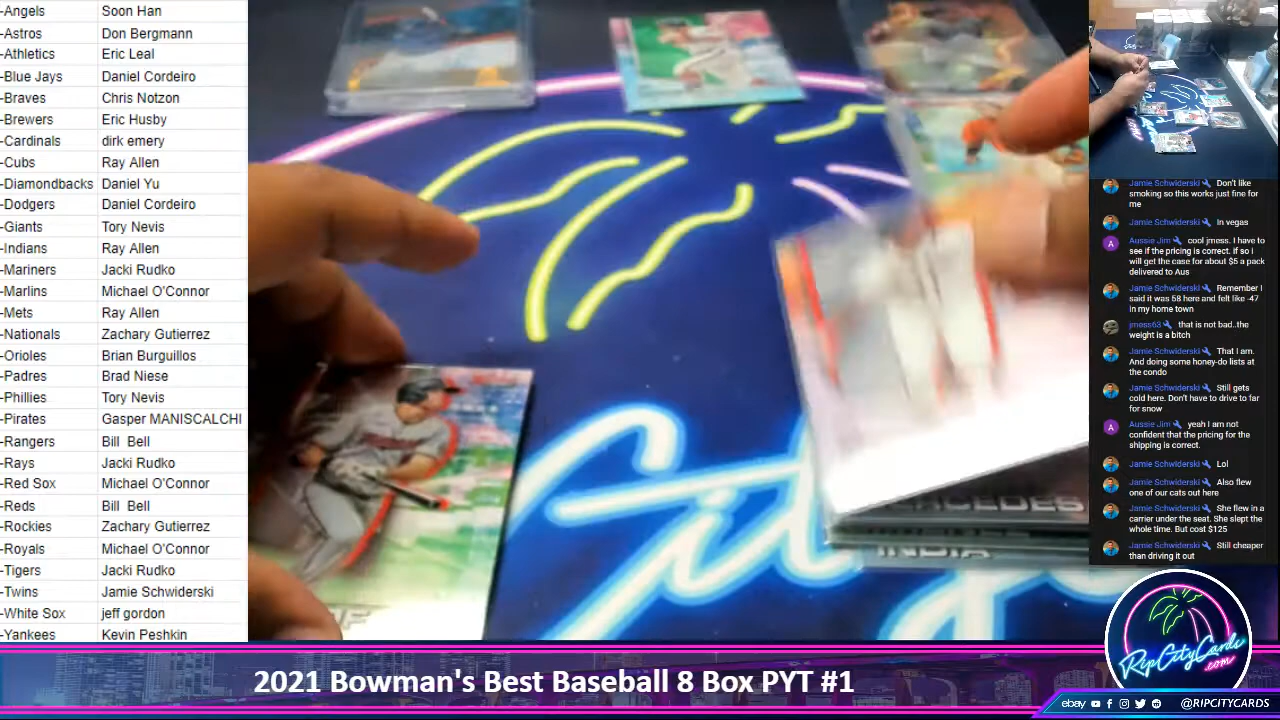 -Angels Soon Han
-Astros Don Bergmann
-Athletics Eric Leal
-Blue Jays Daniel Cordeiro
-Braves Chris Notzon
-Brewers Eric Husby
-Cardinals dirk emery
-Cubs Ray Allen
-Diamondbacks Daniel Yu
-Dodgers Daniel Cordeiro
-Giants Tory Nevis
-Indians Ray Allen
-Mariners Jacki Rudko
-Marlins Michael O'Connor
-Mets Ray Allen
-Nationals Zachary Gutierrez
-Orioles Brian Burguillos
-Padres Brad Niese
-Phillies Tory Nevis
-Pirates Gasper MANISCALCHI
-Rangers Bill Bell
-Rays Jacki Rudko
-Red Sox Michael O'Connor
-Reds Bill Bell
-Rockies Zachary Gutierrez
-Royals Michael O'Connor
-Tigers Jacki Rudko
-Twins Jamie Schwiderski
-White Sox jeff gordon
-Yankees Kevin Peshkin
INDIA
Jamie Schwiderski Don't like
smoking so this works just fine for
me
Jamie Schwiderski In vegas
A Aussie Jim cool jmess. I have to
see if the pricing is correct. if so i
will get the case for about $5 a pack
delivered to Aus
Jamie Schwiderski Remember I
said it was 58 here and felt like -47
in my home town
jmess63 that is not bad..the
weight is a bitch
Jamie Schwiderski That I am.
And doing some honey-do lists at
the condo
Jamie Schwiderski Still gets
cold here. Don't have to drive to far
for snow
A Aussie Jim yeah I am not
confident that the pricing for the
shipping is correct.
Jamie Schwiderski Lol
Jamie Schwiderski Also flew
one of our cats out here
Jamie Schwiderski She flew in a
carrier under the seat. She slept the
whole time. But cost $125
Jamie Schwiderski Still cheaper
than driving it out
RipCityCards
.com
2021 Bowman's Best Baseball 8 Box PYT #1
ebay @RIPCITYCARDS